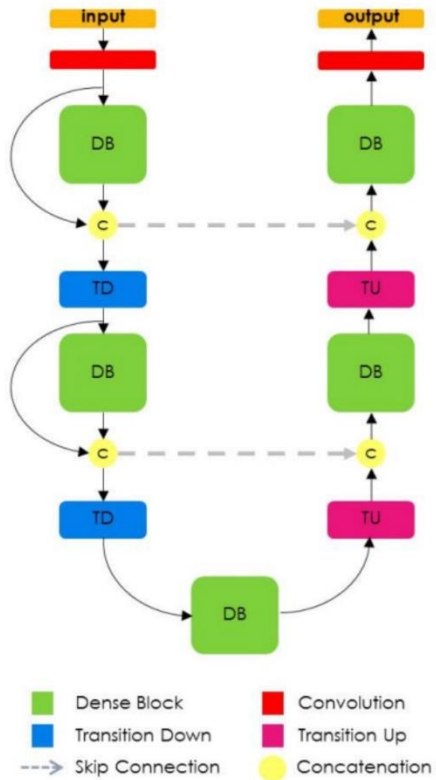 input output
DB DB
C C
TD TU
DB DB
C C
TD TU
DB
Dense Block Convolution
Transition Down Transition Up
Skip Connection Concatenation